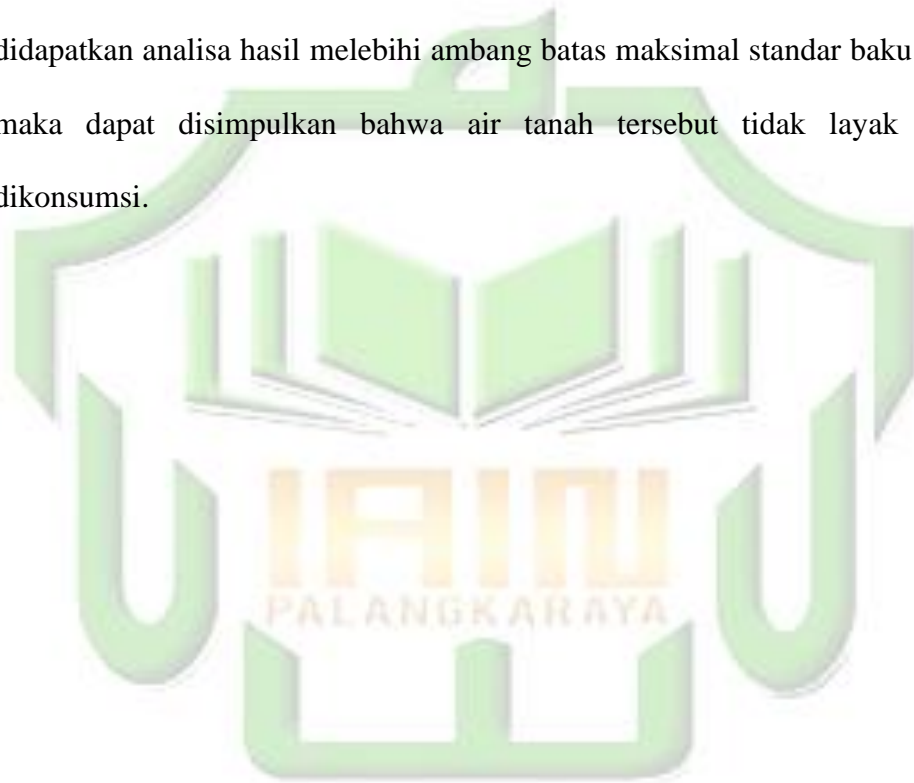 didapatkan analisa hasil melebihi ambang batas maksimal standar baku
maka dapat disimpulkan bahwa air tanah tersebut tidak layak
dikonsumsi.
IAIN
PALANGKARAYA